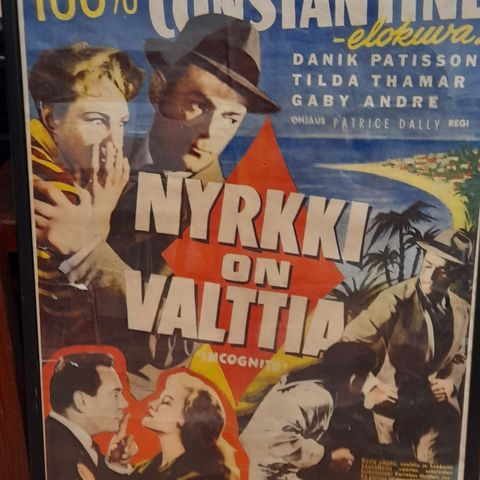 100% CONSTANTINE
-elokuva.
DANIK PATISSON
TILDA THAMAR
GABY ANDRE
OHJAUS PATRICE DALLY REGI
NYRKKI
ON
VALTTIA
"INCOGNITO"